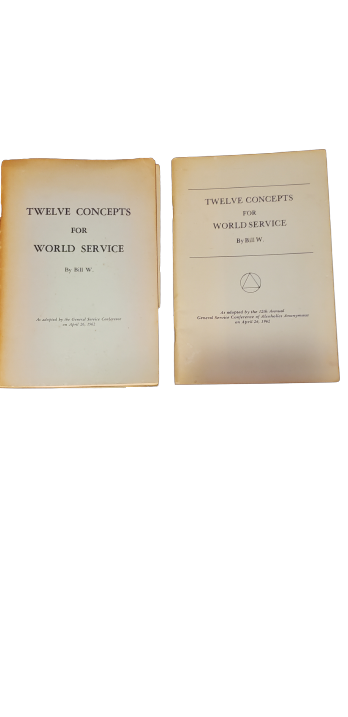 TWELVE CONCEPTS
FOR
WORLD SERVICE
By Bill W.
As adopted by the General Service Conference
on April 26, 1962
TWELVE CONCEPTS
FOR
WORLD SERVICE
By Bill W.
As adopted by the 12th Annual
General Service Conference of Alcoholics Anonymous
on April 26, 1962